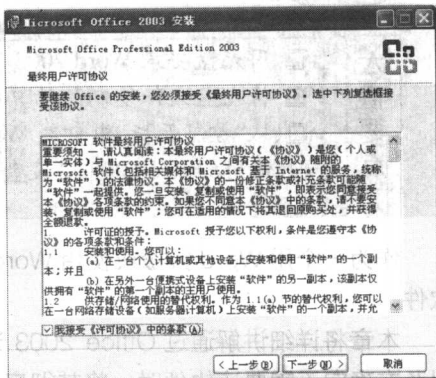 Microsoft Office 2003 安装
Microsoft Office Professional Edition 2003
最终用户许可协议
要继续 Office 的安装，您必须接受《最终用户许可协议》。选中下列复选框接
受该协议。
MICROSOFT 软件最终用户许可协议
重要须知 — 请认真阅读：本最终用户许可协议（《协议》）是您（个人或
单一实体）与 Microsoft Corporation 之间有关本《协议》随附的
Microsoft 软件（包括相关媒体和 Microsoft 基于 Internet 的服务，统称
为“软件”）的法律协议。本《协议》的一份修正条款或补充条款可能随
“软件”一起提供。您一旦安装、复制或使用“软件”，即表示您同意接受
本《协议》各项条款的约束。如果您不同意本《协议》中的条款，请不要安
装、复制或使用“软件”；您可在适用的情况下将其退回原购买处，并获得
全额退款。
1 许可证的授予。Microsoft 授予您以下权利，条件是您遵守本《协
议》的各项条款和条件：
1.1 安装和使用。您可以：
(a) 在一台个人计算机或其他设备上安装和使用“软件”的一个副
本；并且
(b) 在另外一台便携式设备上安装“软件”的另一副本，该副本仅
供拥有“软件”的第一个副本的主用户使用。
1.2 供存储/网络使用的替代权利。作为 1.1(a) 节的替代权利，您可以
在一台网络存储设备（如服务器计算机）上安装“软件”的一个副本，并允
我接受《许可协议》中的条款(A)
< 上一步(B) 下一步(N) > 取消